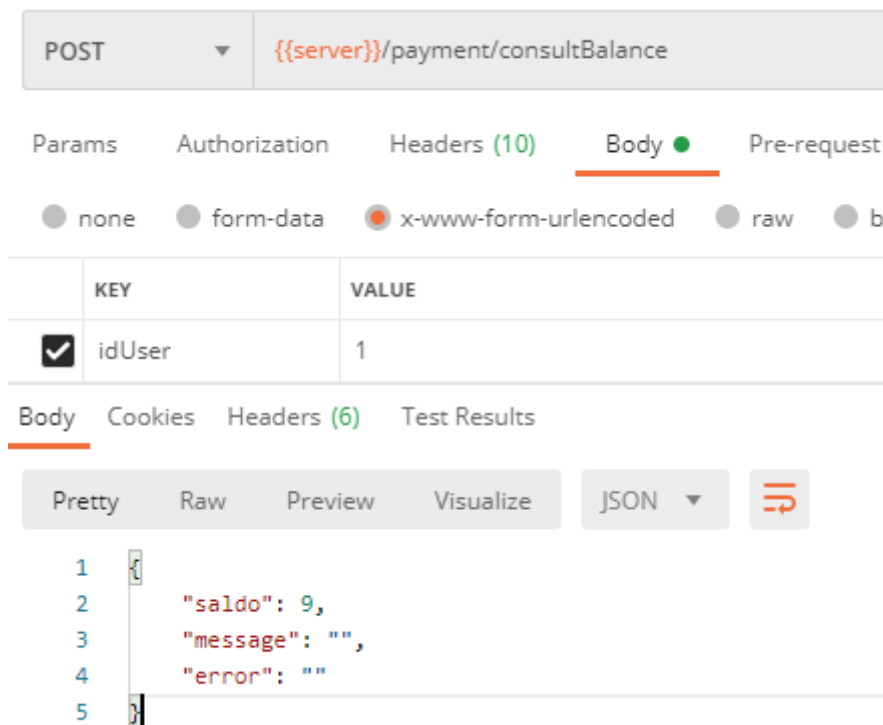 POST {{server}}/payment/consultBalance
Params Authorization Headers (10) Body Pre-request
none form-data x-www-form-urlencoded raw b
KEY VALUE
idUser 1
Body Cookies Headers (6) Test Results
Pretty Raw Preview Visualize JSON
1 {
2 "saldo": 9,
3 "message": "",
4 "error": ""
5 }